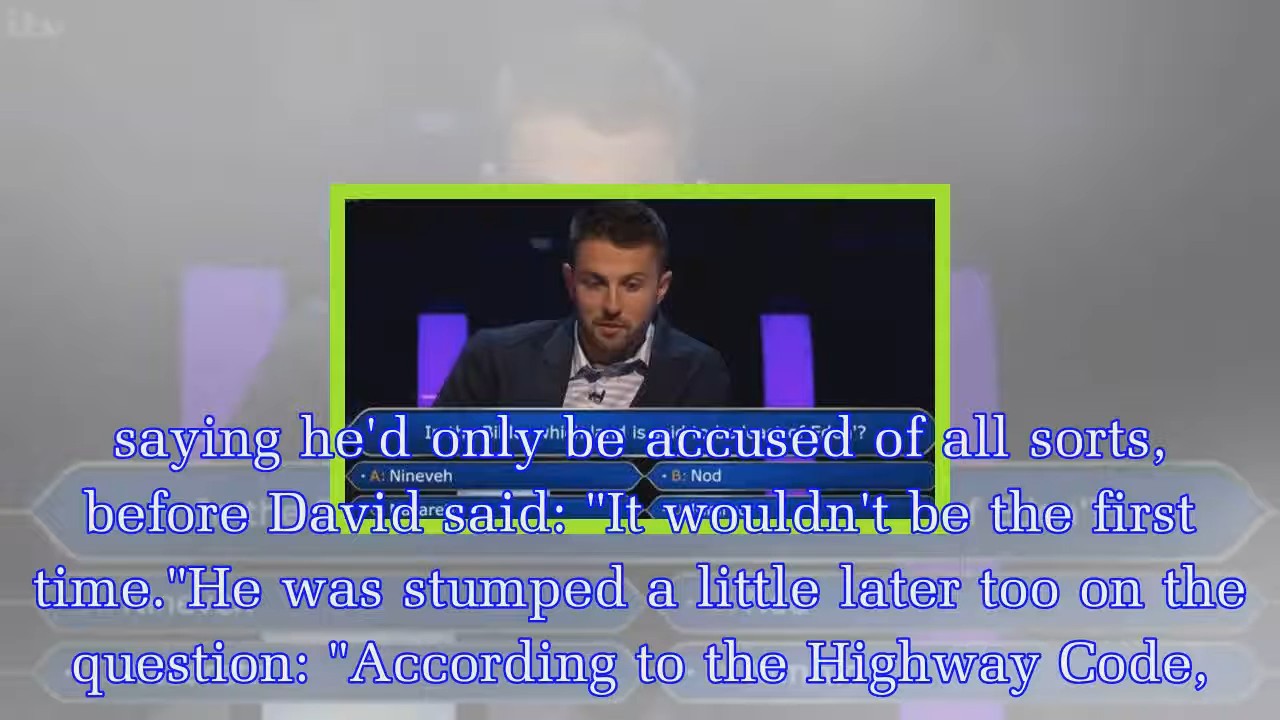 itv
saying he'd only be accused of all sorts,
before David said: "It wouldn't be the first
time."He was stumped a little later too on the
question: "According to the Highway Code,
A: Nineveh
B: Nod